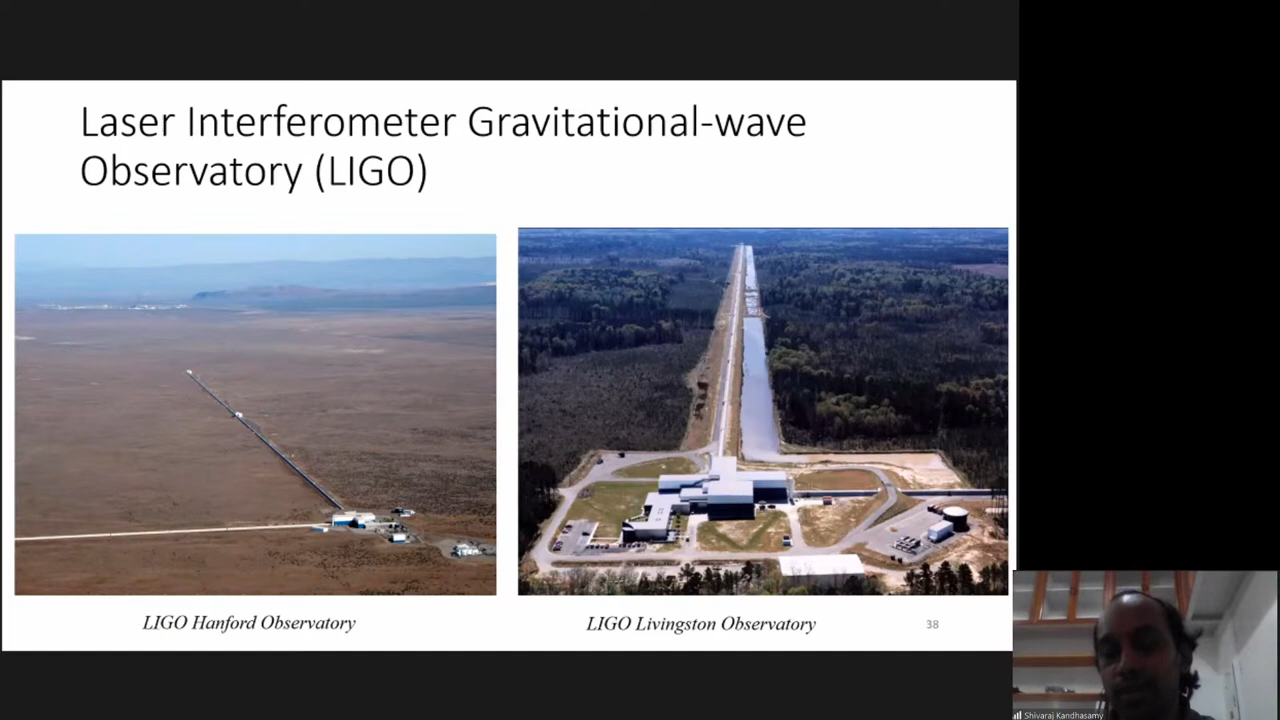 Laser Interferometer Gravitational-wave
Observatory (LIGO)
LIGO Hanford Observatory
LIGO Livingston Observatory
38
Shivaraj Kandhasamy